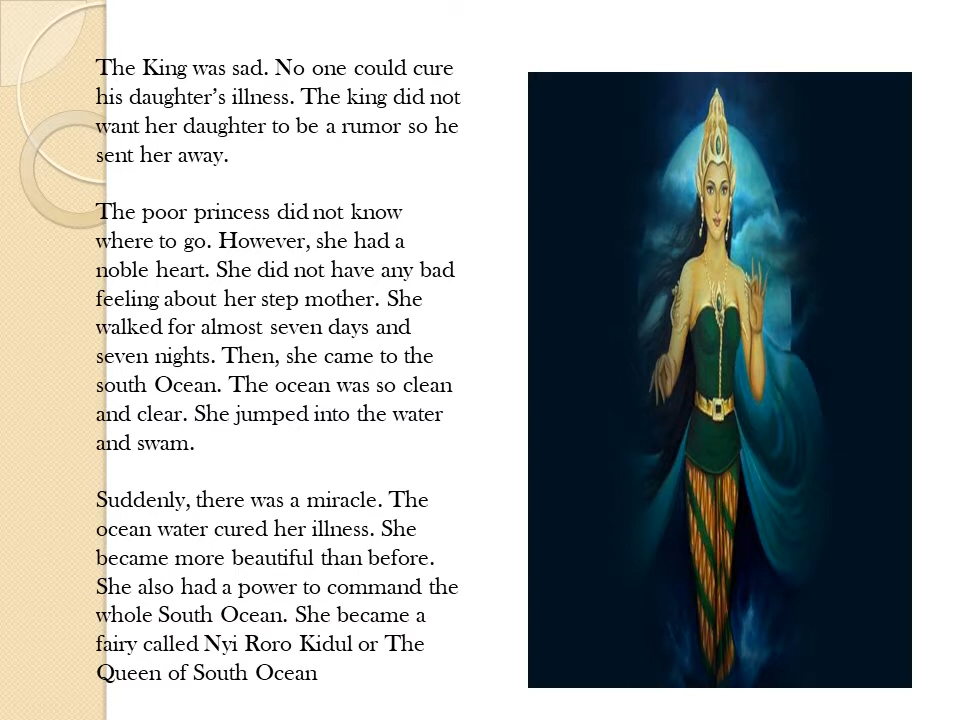 The King was sad. No one could cure
his daughter’s illness. The king did not
want her daughter to be a rumor so he
sent her away.
The poor princess did not know
where to go. However, she had a
noble heart. She did not have any bad
feeling about her step mother. She
walked for almost seven days and
seven nights. Then, she came to the
south Ocean. The ocean was so clean
and clear. She jumped into the water
and swam.
Suddenly, there was a miracle. The
ocean water cured her illness. She
became more beautiful than before.
She also had a power to command the
whole South Ocean. She became a
fairy called Nyi Roro Kidul or The
Queen of South Ocean